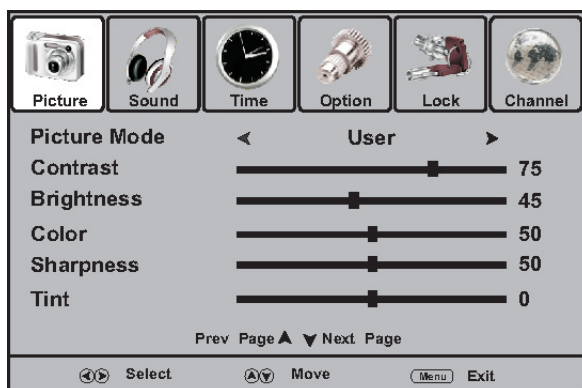 Picture Sound Time Option Lock Channel
Picture Mode User
Contrast 75
Brightness 45
Color 50
Sharpness 50
Tint 0
Prev Page Next Page
Select Move Menu Exit